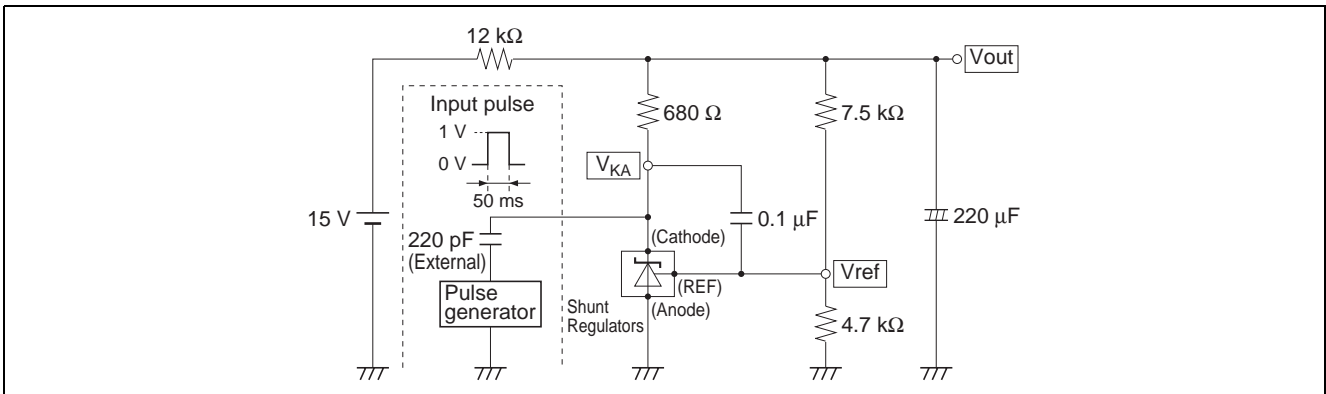 12 kΩ
Vout
Input pulse
1 V
0 V
50 ms
680 Ω
7.5 kΩ
VKA
15 V
220 pF
(External)
Pulse
generator
Shunt
Regulators
(Cathode)
(REF)
(Anode)
0.1 μF
Vref
4.7 kΩ
220 μF